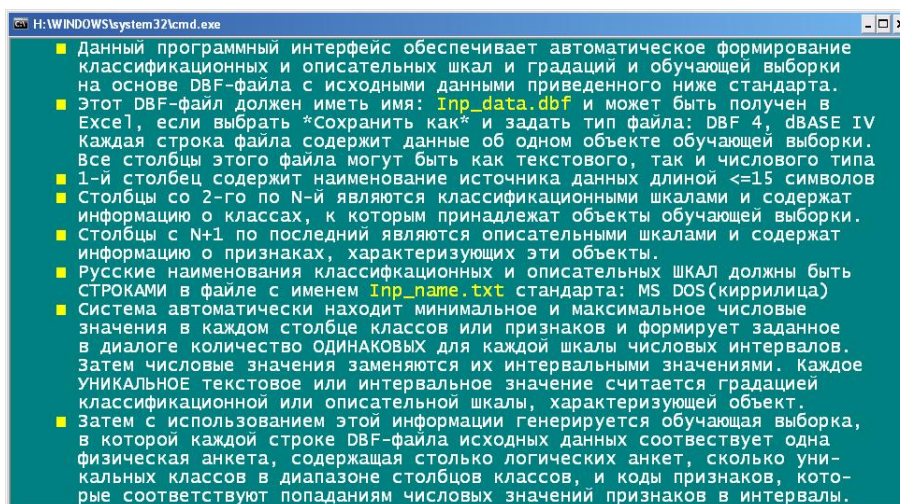 H:\WINDOWS\system32\cmd.exe
Данный программный интерфейс обеспечивает автоматическое формирование
классификационных и описательных шкал и градаций и обучающей выборки
на основе DBF-файла с исходными данными приведенного ниже стандарта.
Этот DBF-файл должен иметь имя: Inp_data.dbf и может быть получен в
Excel, если выбрать *Сохранить как* и задать тип файла: DBF 4, dBASE IV
Каждая строка файла содержит данные об одном объекте обучающей выборки.
Все столбцы этого файла могут быть как текстового, так и числового типа
1-й столбец содержит наименование источника данных длиной <=15 символов
Столбцы со 2-го по N-й являются классификационными шкалами и содержат
информацию о классах, к которым принадлежат объекты обучающей выборки.
Столбцы с N+1 по последний являются описательными шкалами и содержат
информацию о признаках, характеризующих эти объекты.
Русские наименования классифкационных и описательных ШКАЛ должны быть
СТРОКАМИ в файле с именем Inp_name.txt стандарта: MS DOS(киррилица)
Система автоматически находит минимальное и максимальное числовые
значения в каждом столбце классов или признаков и формирует заданное
в диалоге количество ОДИНАКОВЫХ для каждой шкалы числовых интервалов.
Затем числовые значения заменяются их интервальными значениями. Каждое
УНИКАЛЬНОЕ текстовое или интервальное значение считается градацией
классификационной или описательной шкалы, характеризующей объект.
Затем с использованием этой информации генерируется обучающая выборка,
в которой каждой строке DBF-файла исходных данных соотвествует одна
физическая анкета, содержащая столько логических анкет, сколько уни-
кальных классов в диапазоне столбцов классов, и коды признаков, кото-
рые соответствуют попаданиям числовых значений признаков в интервалы.